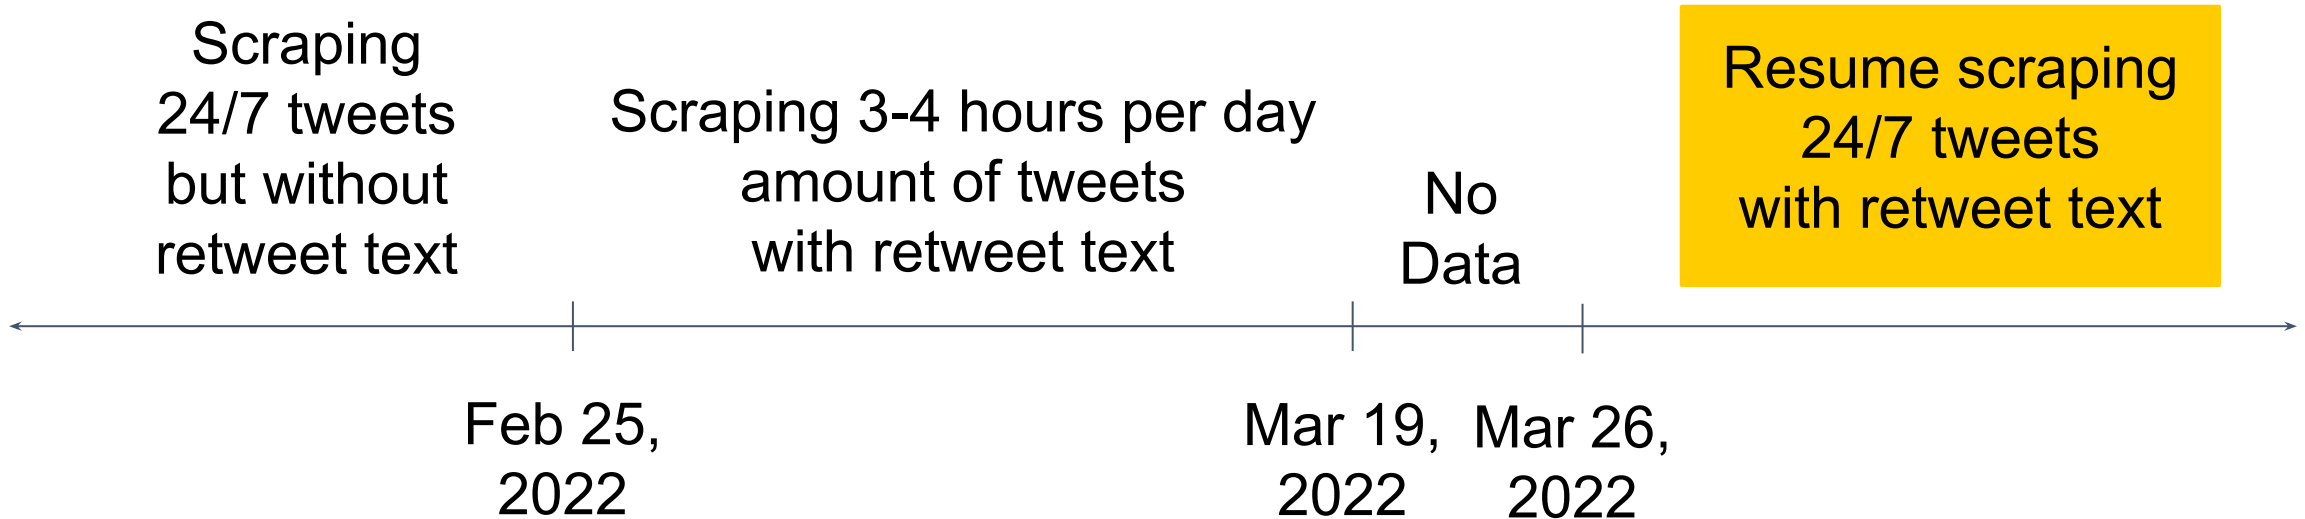 Scraping
24/7 tweets
but without
retweet text
Scraping 3-4 hours per day
amount of tweets
with retweet text
No
Data
Resume scraping
24/7 tweets
with retweet text
Feb 25,
2022
Mar 19,
2022
Mar 26,
2022